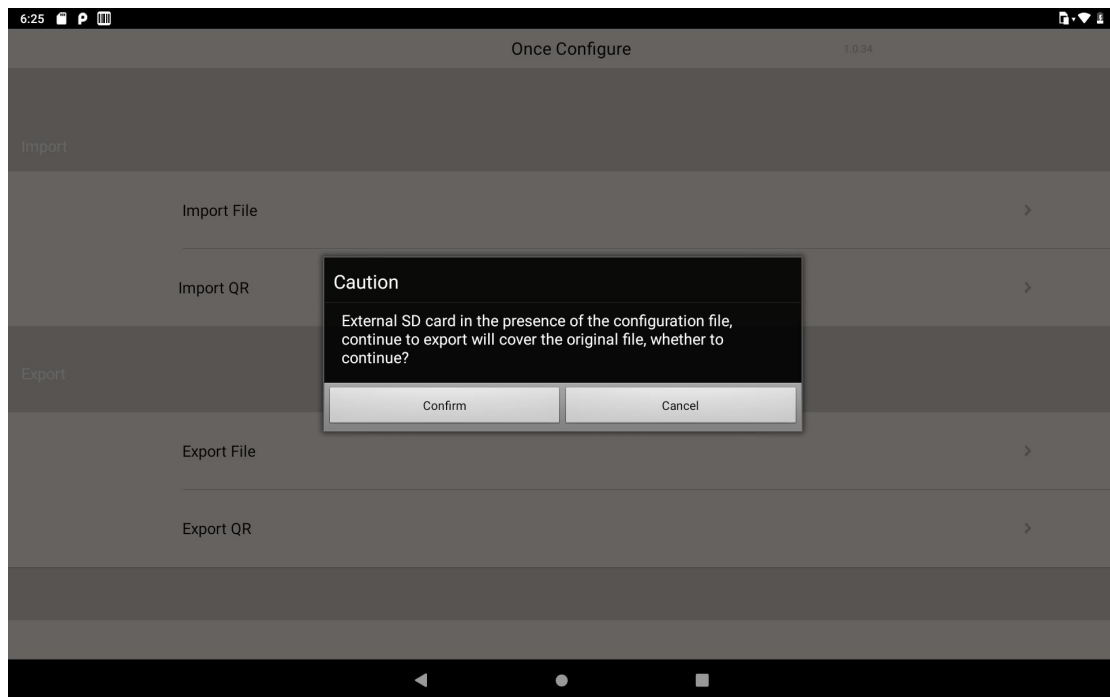 6:25
Once Configure 1.0.34
Import
Import File
Import QR
Caution
External SD card in the presence of the configuration file,
continue to export will cover the original file, whether to
continue?
Confirm Cancel
Export
Export File
Export QR